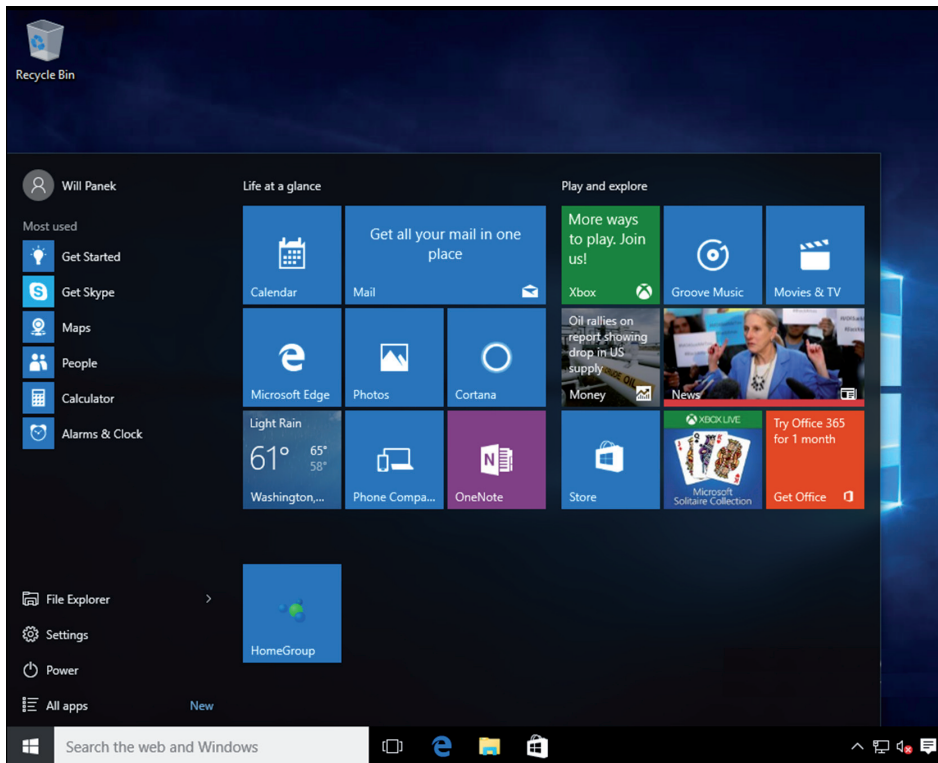 Recycle Bin
Will Panek
Most used
Get Started
Get Skype
Maps
People
Calculator
Alarms & Clock
File Explorer
Settings
Power
All apps
New
Life at a glance
Calendar
Get all your mail in one
place
Mail
Microsoft Edge
Photos
Cortana
Light Rain
61°
65°
58°
Washington,...
Phone Compa...
OneNote
HomeGroup
Play and explore
More ways
to play. Join
us!
Xbox
Groove Music
Movies & TV
Oil rallies on
report showing
drop in US
supply
Money
News
Store
XBOX LIVE
Microsoft
Solitaire Collection
Try Office 365
for 1 month
Get Office
Search the web and Windows